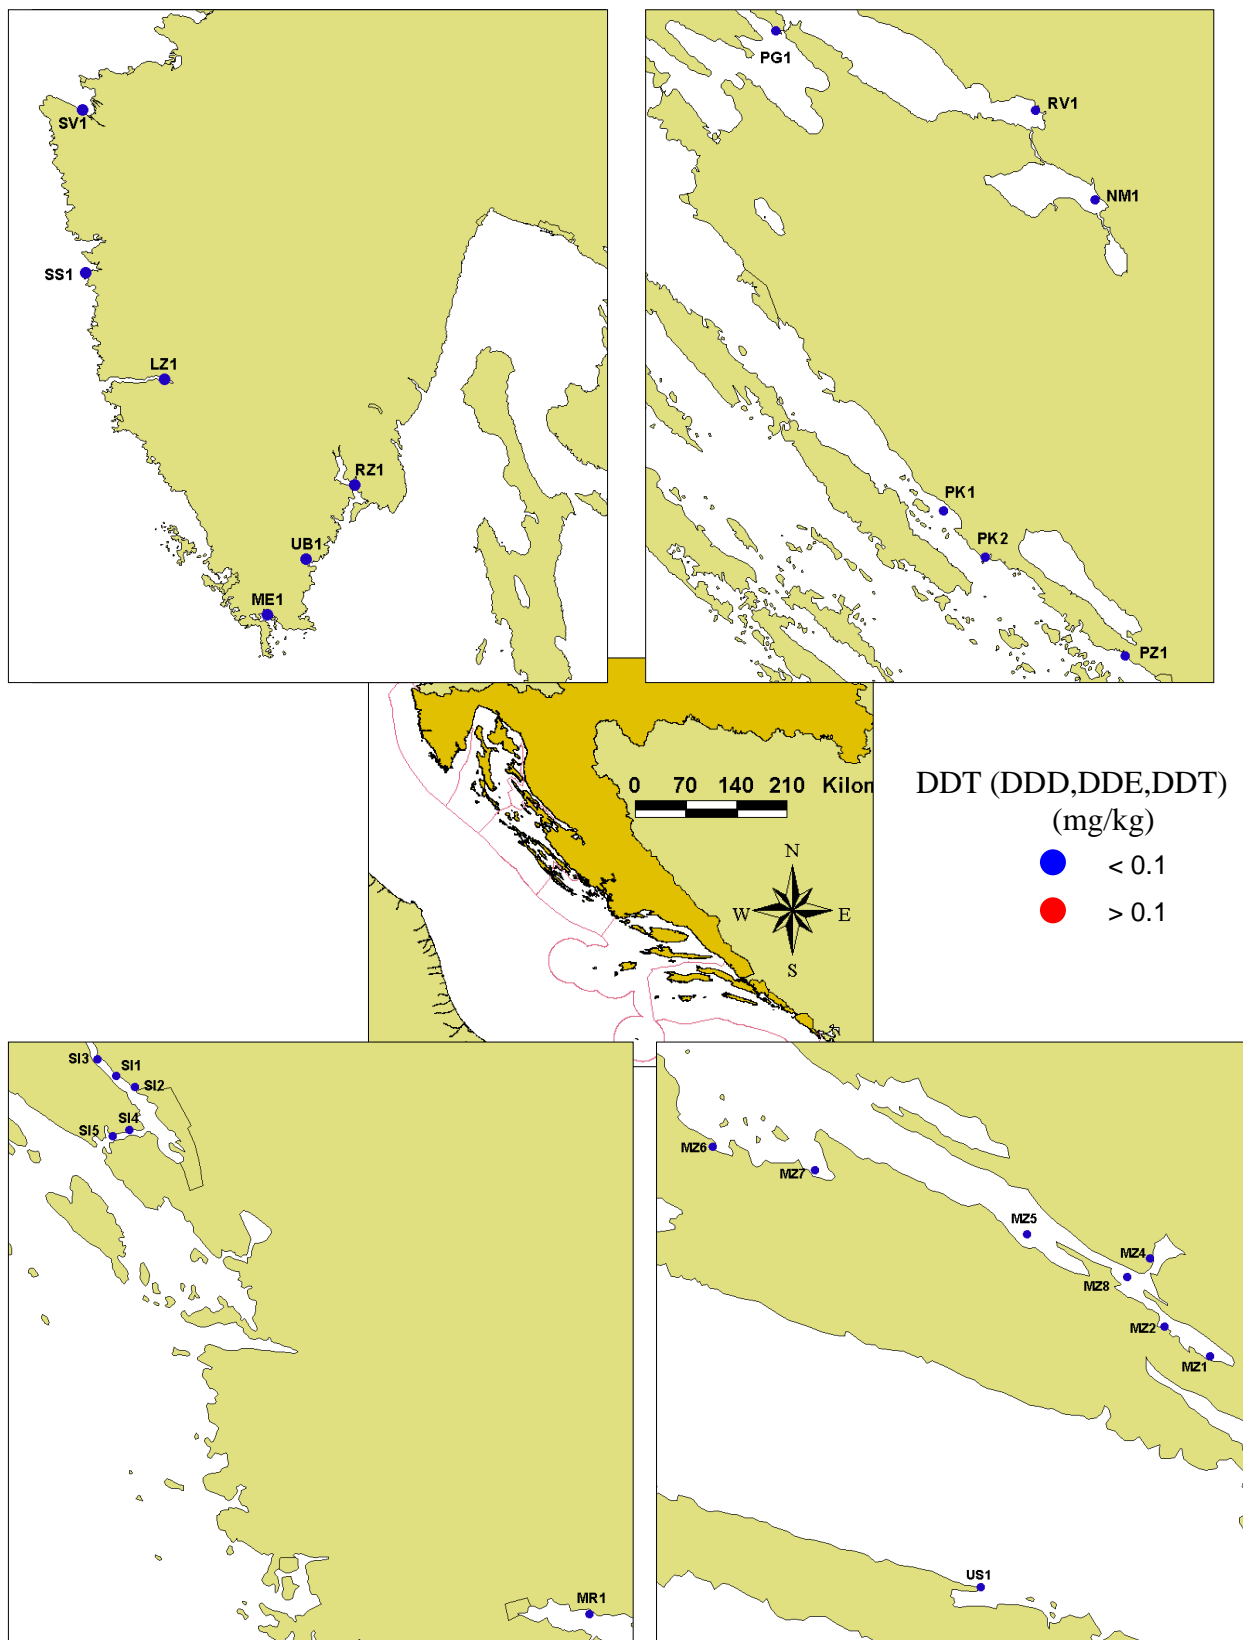 SV1
SS1
LZ1
RZ1
UB1
ME1
PG1
RV1
NM1
PK1
PK2
PZ1
0 70 140 210 Kilon
N
W E
S
DDT (DDD,DDE,DDT)
(mg/kg)
< 0.1
> 0.1
SI3
SI1
SI2
SI4
SI5
MR1
MZ6
MZ7
MZ5
MZ4
MZ8
MZ2
MZ1
US1